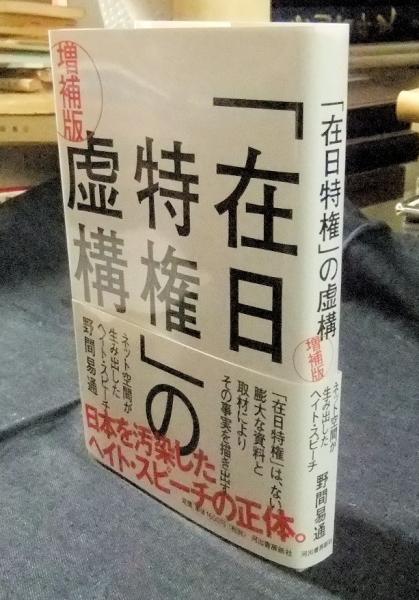 「在日
特権」の
虚構
増補版
ネット空間が
生み出した
ヘイト・スピーチ
野間易通
「在日特権」は、ない!
膨大な資料と
取材により
その事実を描き出す
日本を汚染した
ヘイト・スピーチの正体。
河出書房新社
「在日特権」の虚構
増補版
ネット空間が
生み出した
ヘイト・スピーチ
野間易通
河出書房新社